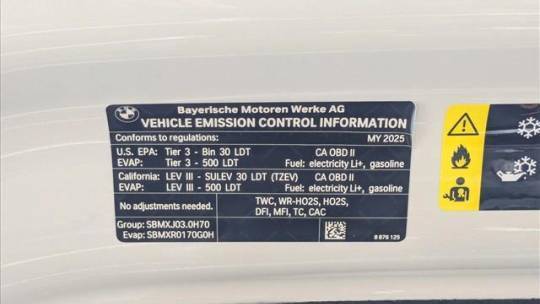 Bayerische Motoren Werke AG
VEHICLE EMISSION CONTROL INFORMATION
Conforms to regulations: MY 2025
U.S. EPA: Tier 3 - Bin 30 LDT CA OBD II
EVAP: Tier 3 - 500 LDT Fuel: electricity Li+, gasoline
California: LEV III - SULEV 30 LDT (TZEV) CA OBD II
EVAP: LEV III - 500 LDT Fuel: electricity Li+, gasoline
No adjustments needed. TWC, WR-HO2S, HO2S,
DFI, MFI, TC, CAC
Group: SBMXJ03.0H70
Evap: SBMXR0170G0H